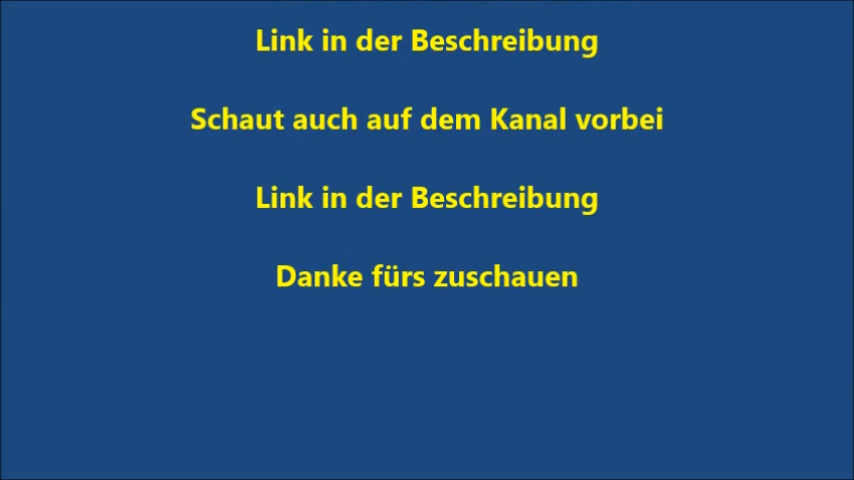 Link in der Beschreibung
Schaut auch auf dem Kanal vorbei
Link in der Beschreibung
Danke fürs zuschauen